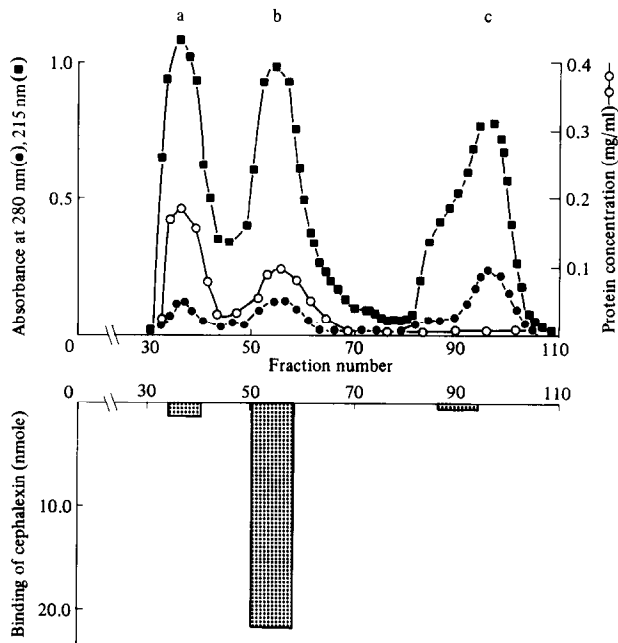 a b c
1.0
0.5
0
Absorbance at 280 nm(●), 215 nm(■)
0.4
0.3
0.2
0.1
Protein concentration (mg/ml)—○—○—
30 50 70 90 110
Fraction number
0 30 50 70 90 110
10.0
20.0
Binding of cephalexin (nmole)